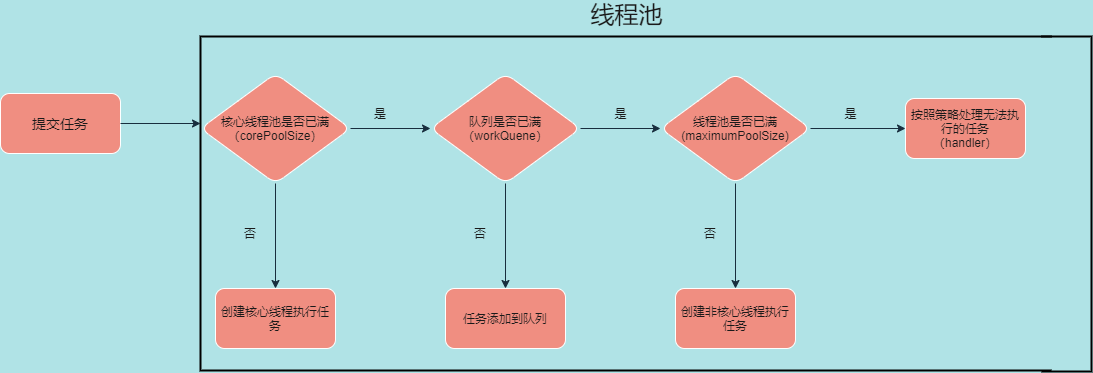 线程池
提交任务
核心线程池是否已满
（corePoolSize）
是
队列是否已满
（workQuene）
是
线程池是否已满
（maximumPoolSize）
是
按照策略处理无法执
行的任务
（handler）
否
否
否
创建核心线程执行任
务
任务添加到队列
创建非核心线程执行
任务